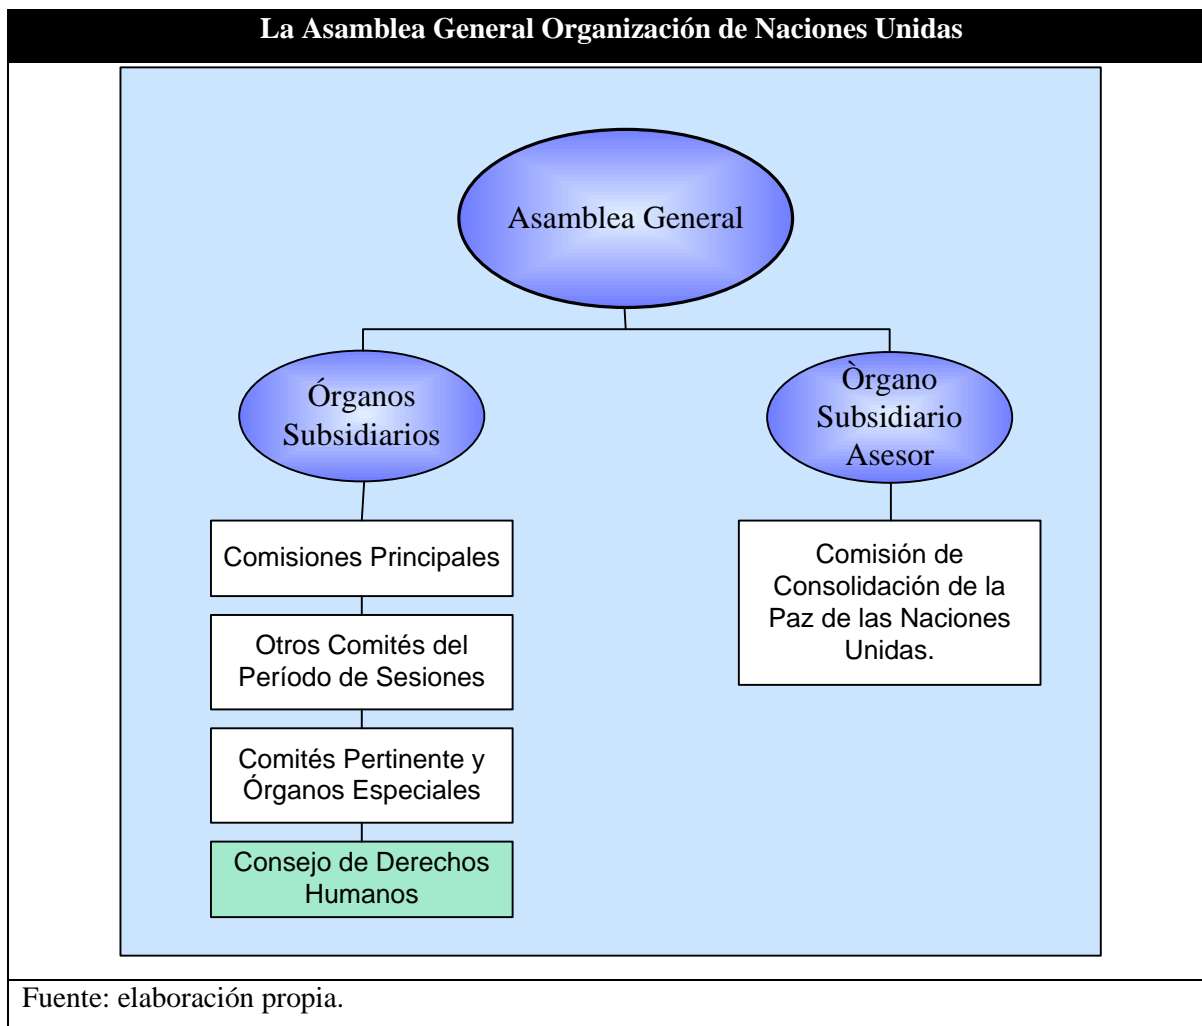 La Asamblea General Organización de Naciones Unidas
Asamblea General
Órganos
Subsidiarios
Òrgano
Subsidiario
Asesor
Comisiones Principales
Otros Comités del
Período de Sesiones
Comités Pertinente y
Órganos Especiales
Consejo de Derechos
Humanos
Comisión de
Consolidación de la
Paz de las Naciones
Unidas.
Fuente: elaboración propia.